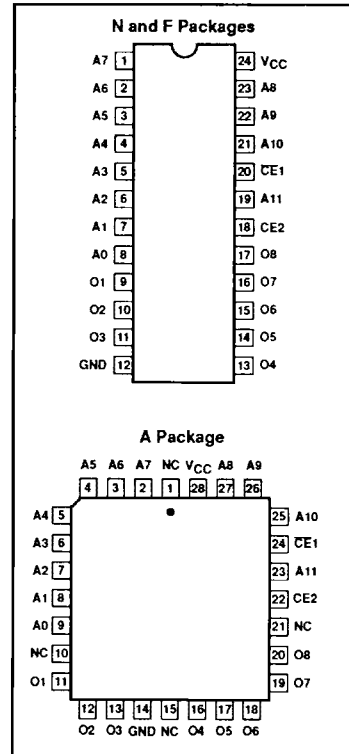 N and F Packages
A7 1 24 VCC
A6 2 23 A8
A5 3 22 A9
A4 4 21 A10
A3 5 20 CE1
A2 6 19 A11
A1 7 18 CE2
A0 8 17 O8
O1 9 16 O7
O2 10 15 O6
O3 11 14 O5
GND 12 13 O4
A Package
A5 A6 A7 NC VCC A8 A9
4 3 2 1 28 27 26
A4 5 25 A10
A3 6 24 CE1
A2 7 23 A11
A1 8 22 CE2
A0 9 21 NC
NC 10 20 O8
O1 11 19 O7
12 13 14 15 16 17 18
O2 O3 GND NC O4 O5 O6